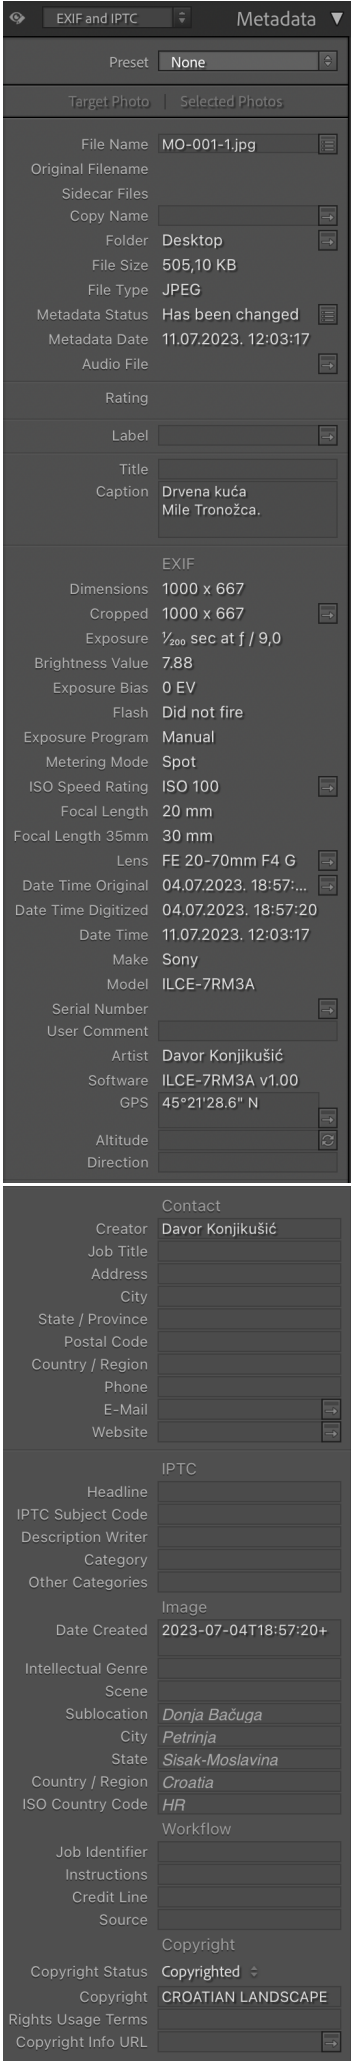 EXIF and IPTC Metadata
Preset None
Target Photo | Selected Photos
File Name MO-001-1.jpg
Original Filename
Sidecar Files
Copy Name
Folder Desktop
File Size 505,10 KB
File Type JPEG
Metadata Status Has been changed
Metadata Date 11.07.2023. 12:03:17
Audio File
Rating
Label
Title
Caption Drvena kuća
Mile Tronožca.
EXIF
Dimensions 1000 x 667
Cropped 1000 x 667
Exposure ¹⁄₂₀₀ sec at ƒ / 9,0
Brightness Value 7.88
Exposure Bias 0 EV
Flash Did not fire
Exposure Program Manual
Metering Mode Spot
ISO Speed Rating ISO 100
Focal Length 20 mm
Focal Length 35mm 30 mm
Lens FE 20-70mm F4 G
Date Time Original 04.07.2023. 18:57:...
Date Time Digitized 04.07.2023. 18:57:20
Date Time 11.07.2023. 12:03:17
Make Sony
Model ILCE-7RM3A
Serial Number
User Comment
Artist Davor Konjikušić
Software ILCE-7RM3A v1.00
GPS 45°21'28.6" N
Altitude
Direction
Contact
Creator Davor Konjikušić
Job Title
Address
City
State / Province
Postal Code
Country / Region
Phone
E-Mail
Website
IPTC
Headline
IPTC Subject Code
Description Writer
Category
Other Categories
Image
Date Created 2023-07-04T18:57:20+
Intellectual Genre
Scene
Sublocation Donja Bačuga
City Petrinja
State Sisak-Moslavina
Country / Region Croatia
ISO Country Code HR
Workflow
Job Identifier
Instructions
Credit Line
Source
Copyright
Copyright Status Copyrighted
Copyright CROATIAN LANDSCAPE
Rights Usage Terms
Copyright Info URL